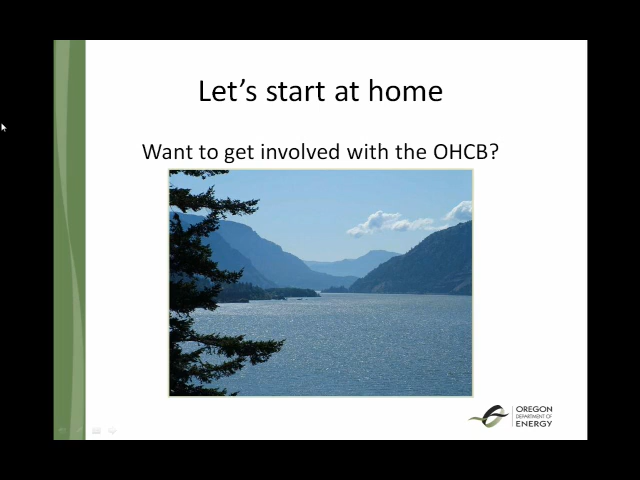 Let's start at home
Want to get involved with the OHCB?
OREGON
DEPARTMENT OF
ENERGY